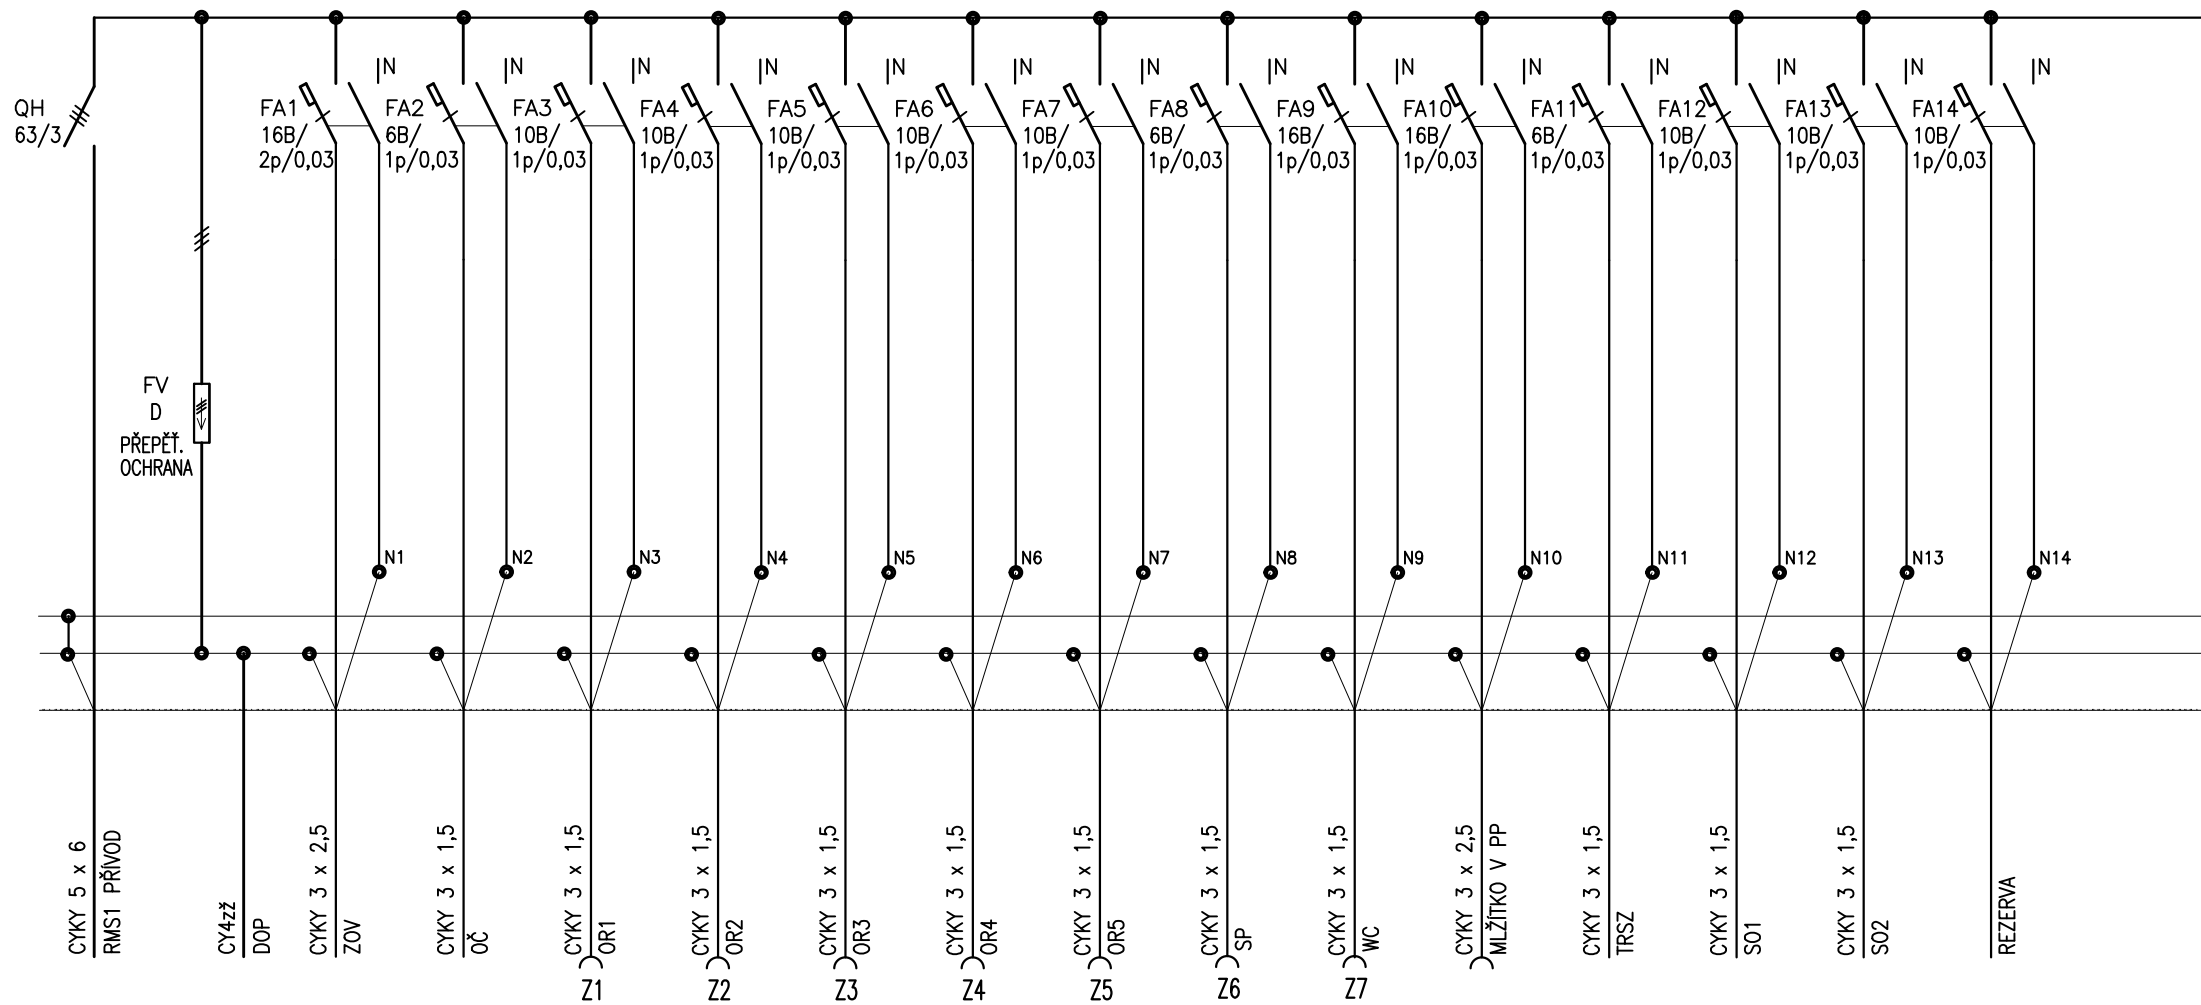 QH
63/3
FV
D
PŘEPĚŤ.
OCHRANA
|N
|N
|N
|N
|N
|N
|N
|N
|N
|N
|N
|N
|N
|N
FA1
16B/
2p/0,03
FA2
6B/
1p/0,03
FA3
10B/
1p/0,03
FA4
10B/
1p/0,03
FA5
10B/
1p/0,03
FA6
10B/
1p/0,03
FA7
10B/
1p/0,03
FA8
6B/
1p/0,03
FA9
16B/
1p/0,03
FA10
16B/
1p/0,03
FA11
6B/
1p/0,03
FA12
10B/
1p/0,03
FA13
10B/
1p/0,03
FA14
10B/
1p/0,03
N1
N2
N3
N4
N5
N6
N7
N8
N9
N10
N11
N12
N13
N14
CYKY 5 x 6
RMS1 PŘÍVOD
CY4zž
DOP
CYKY 3 x 2,5
ZOV
CYKY 3 x 1,5
OČ
CYKY 3 x 1,5
OR1
CYKY 3 x 1,5
OR2
CYKY 3 x 1,5
OR3
CYKY 3 x 1,5
OR4
CYKY 3 x 1,5
OR5
CYKY 3 x 1,5
SP
CYKY 3 x 1,5
WC
CYKY 3 x 2,5
MLŽÍTKO V PP
CYKY 3 x 1,5
TRSZ
CYKY 3 x 1,5
SO1
CYKY 3 x 1,5
SO2
REZERVA
Z1
Z2
Z3
Z4
Z5
Z6
Z7